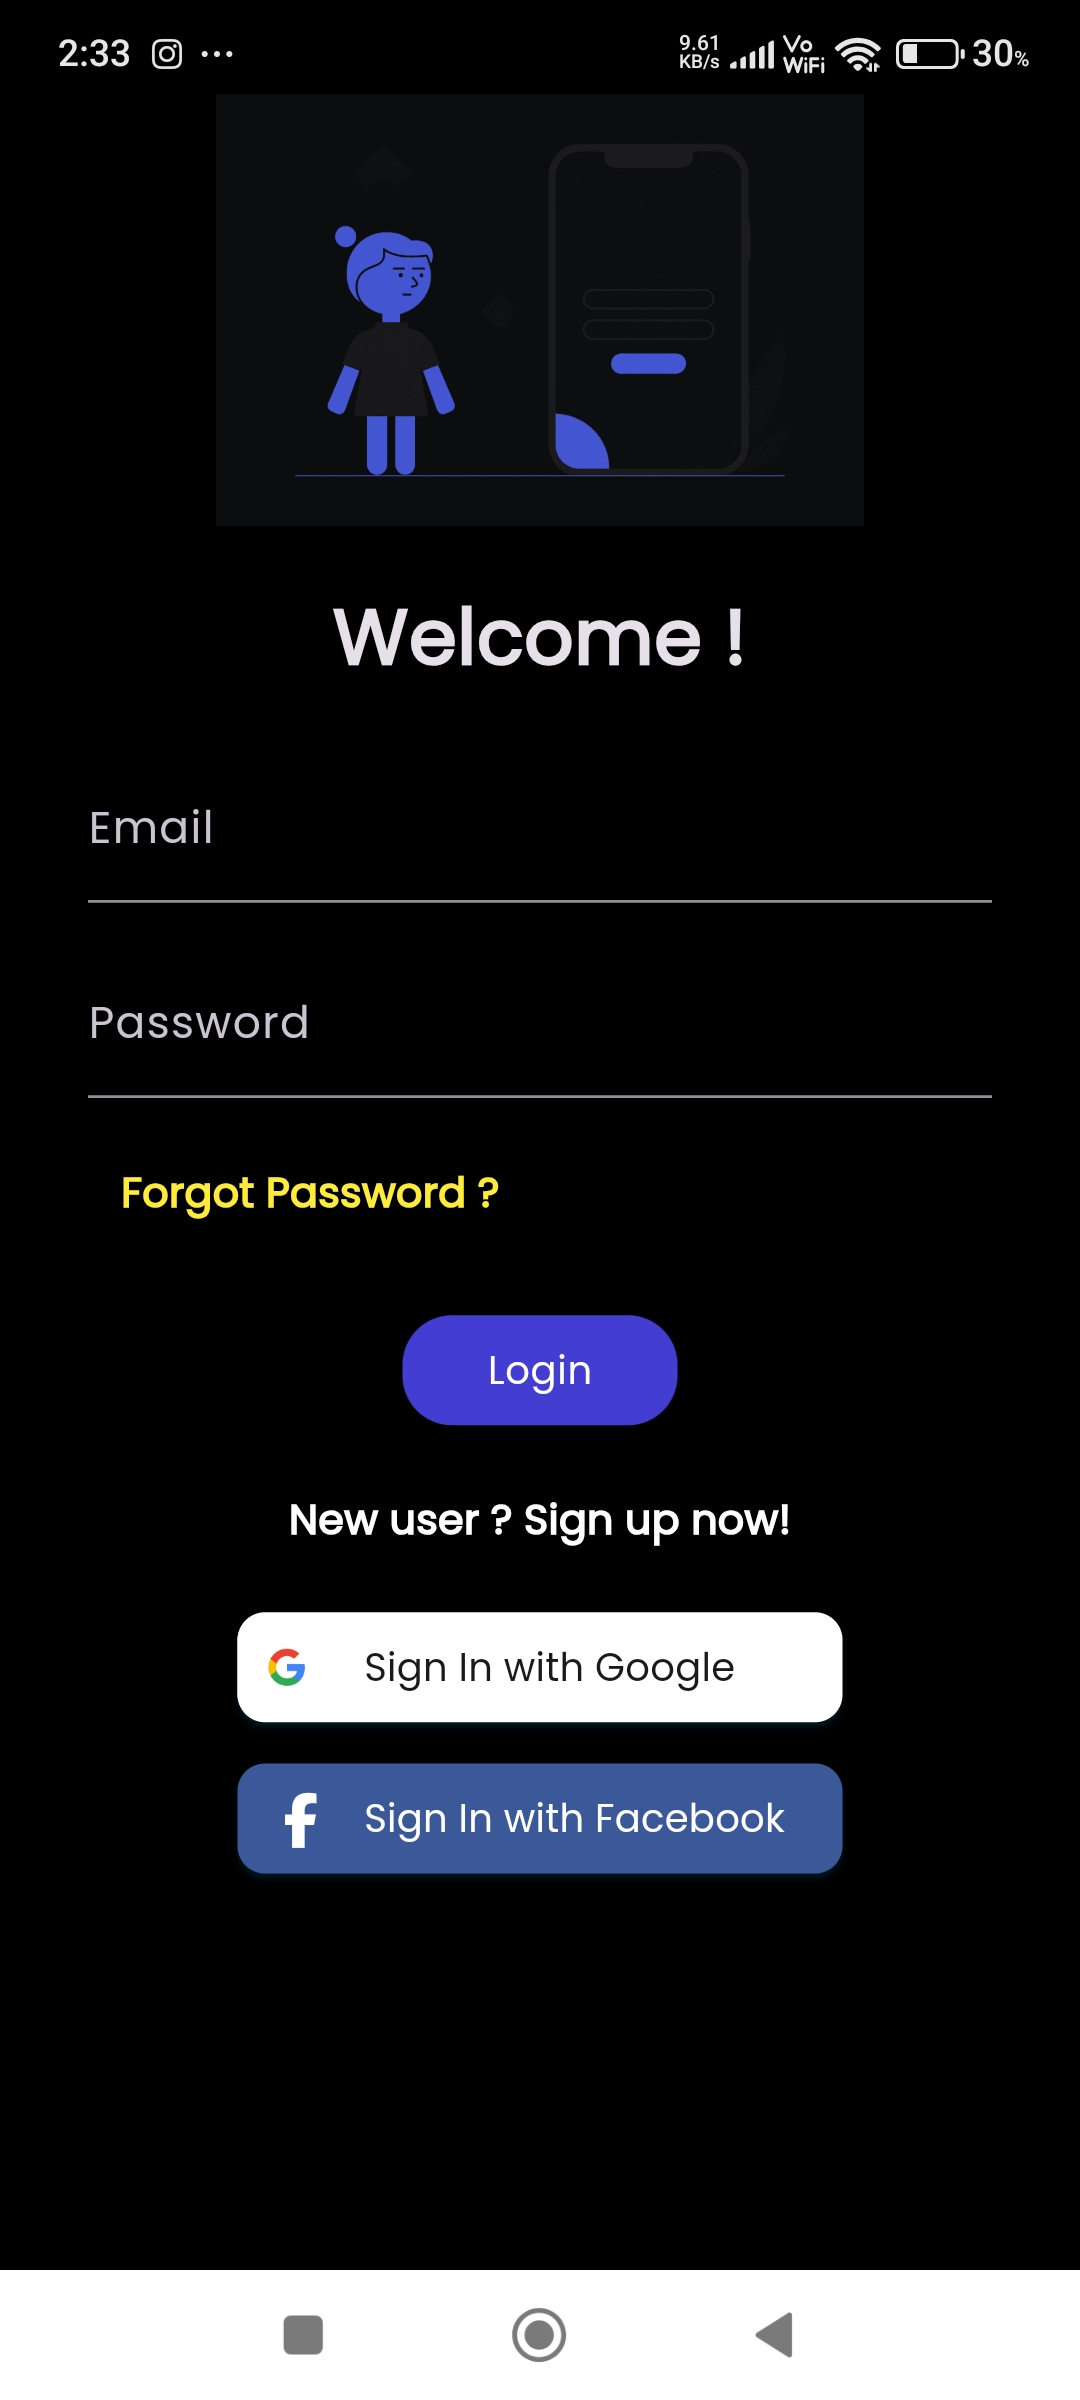 2:33 ... 9.61 KB/s Vo WiFi 30%
Welcome !
Email
Password
Forgot Password ?
Login
New user ? Sign up now!
Sign In with Google
Sign In with Facebook